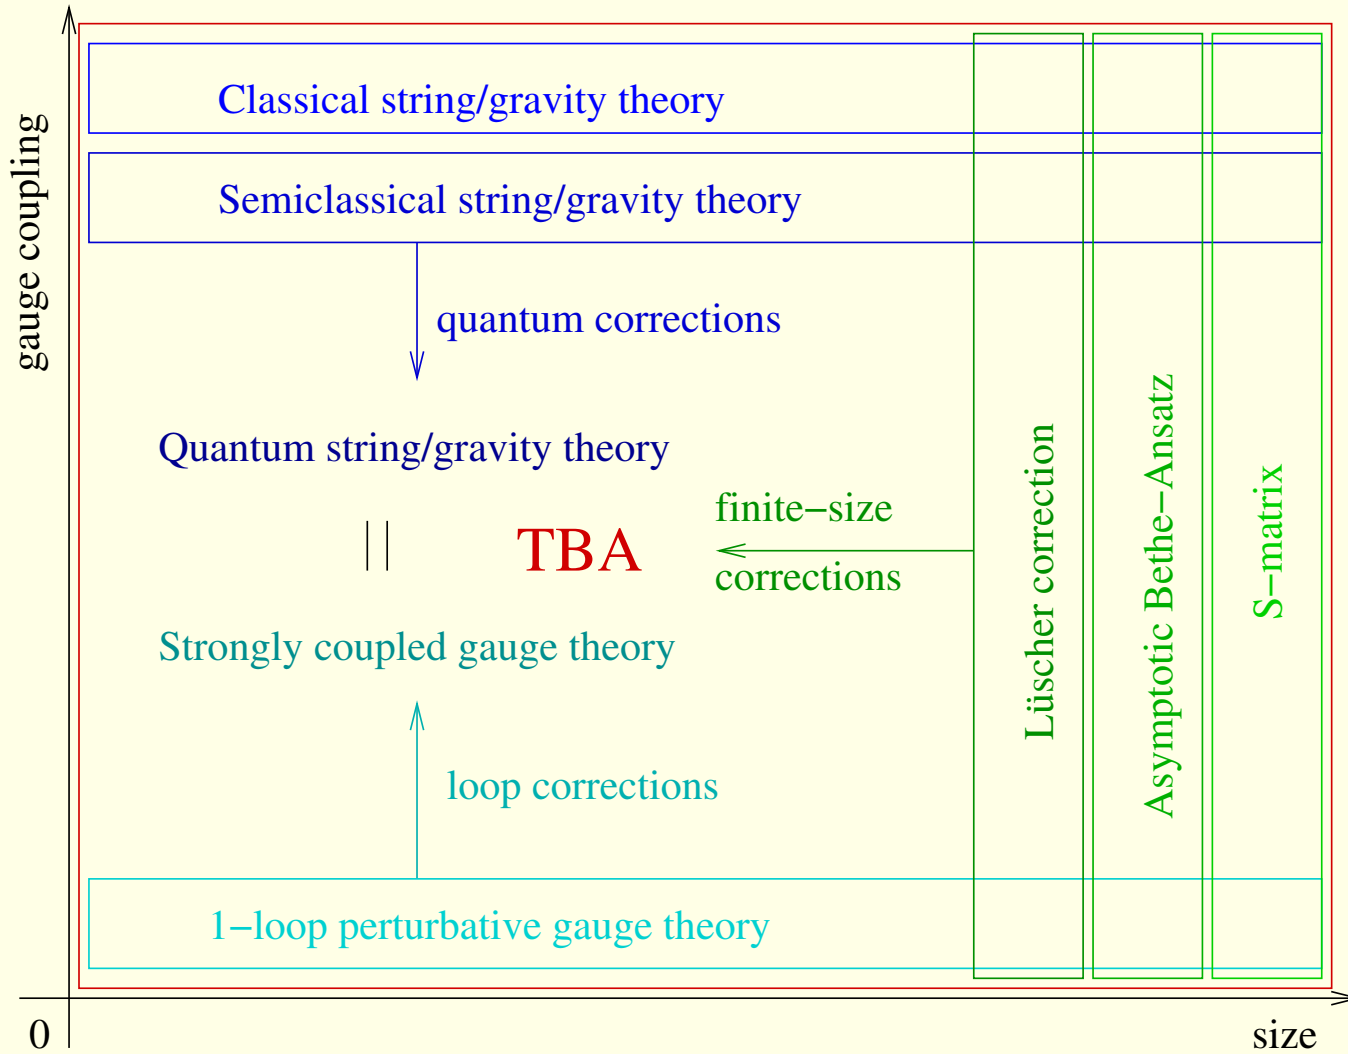 gauge coupling
Classical string/gravity theory
Semiclassical string/gravity theory
quantum corrections
Quantum string/gravity theory
||
TBA
finite−size
corrections
Strongly coupled gauge theory
loop corrections
1−loop perturbative gauge theory
Lüscher correction
Asymptotic Bethe−Ansatz
S−matrix
0
size